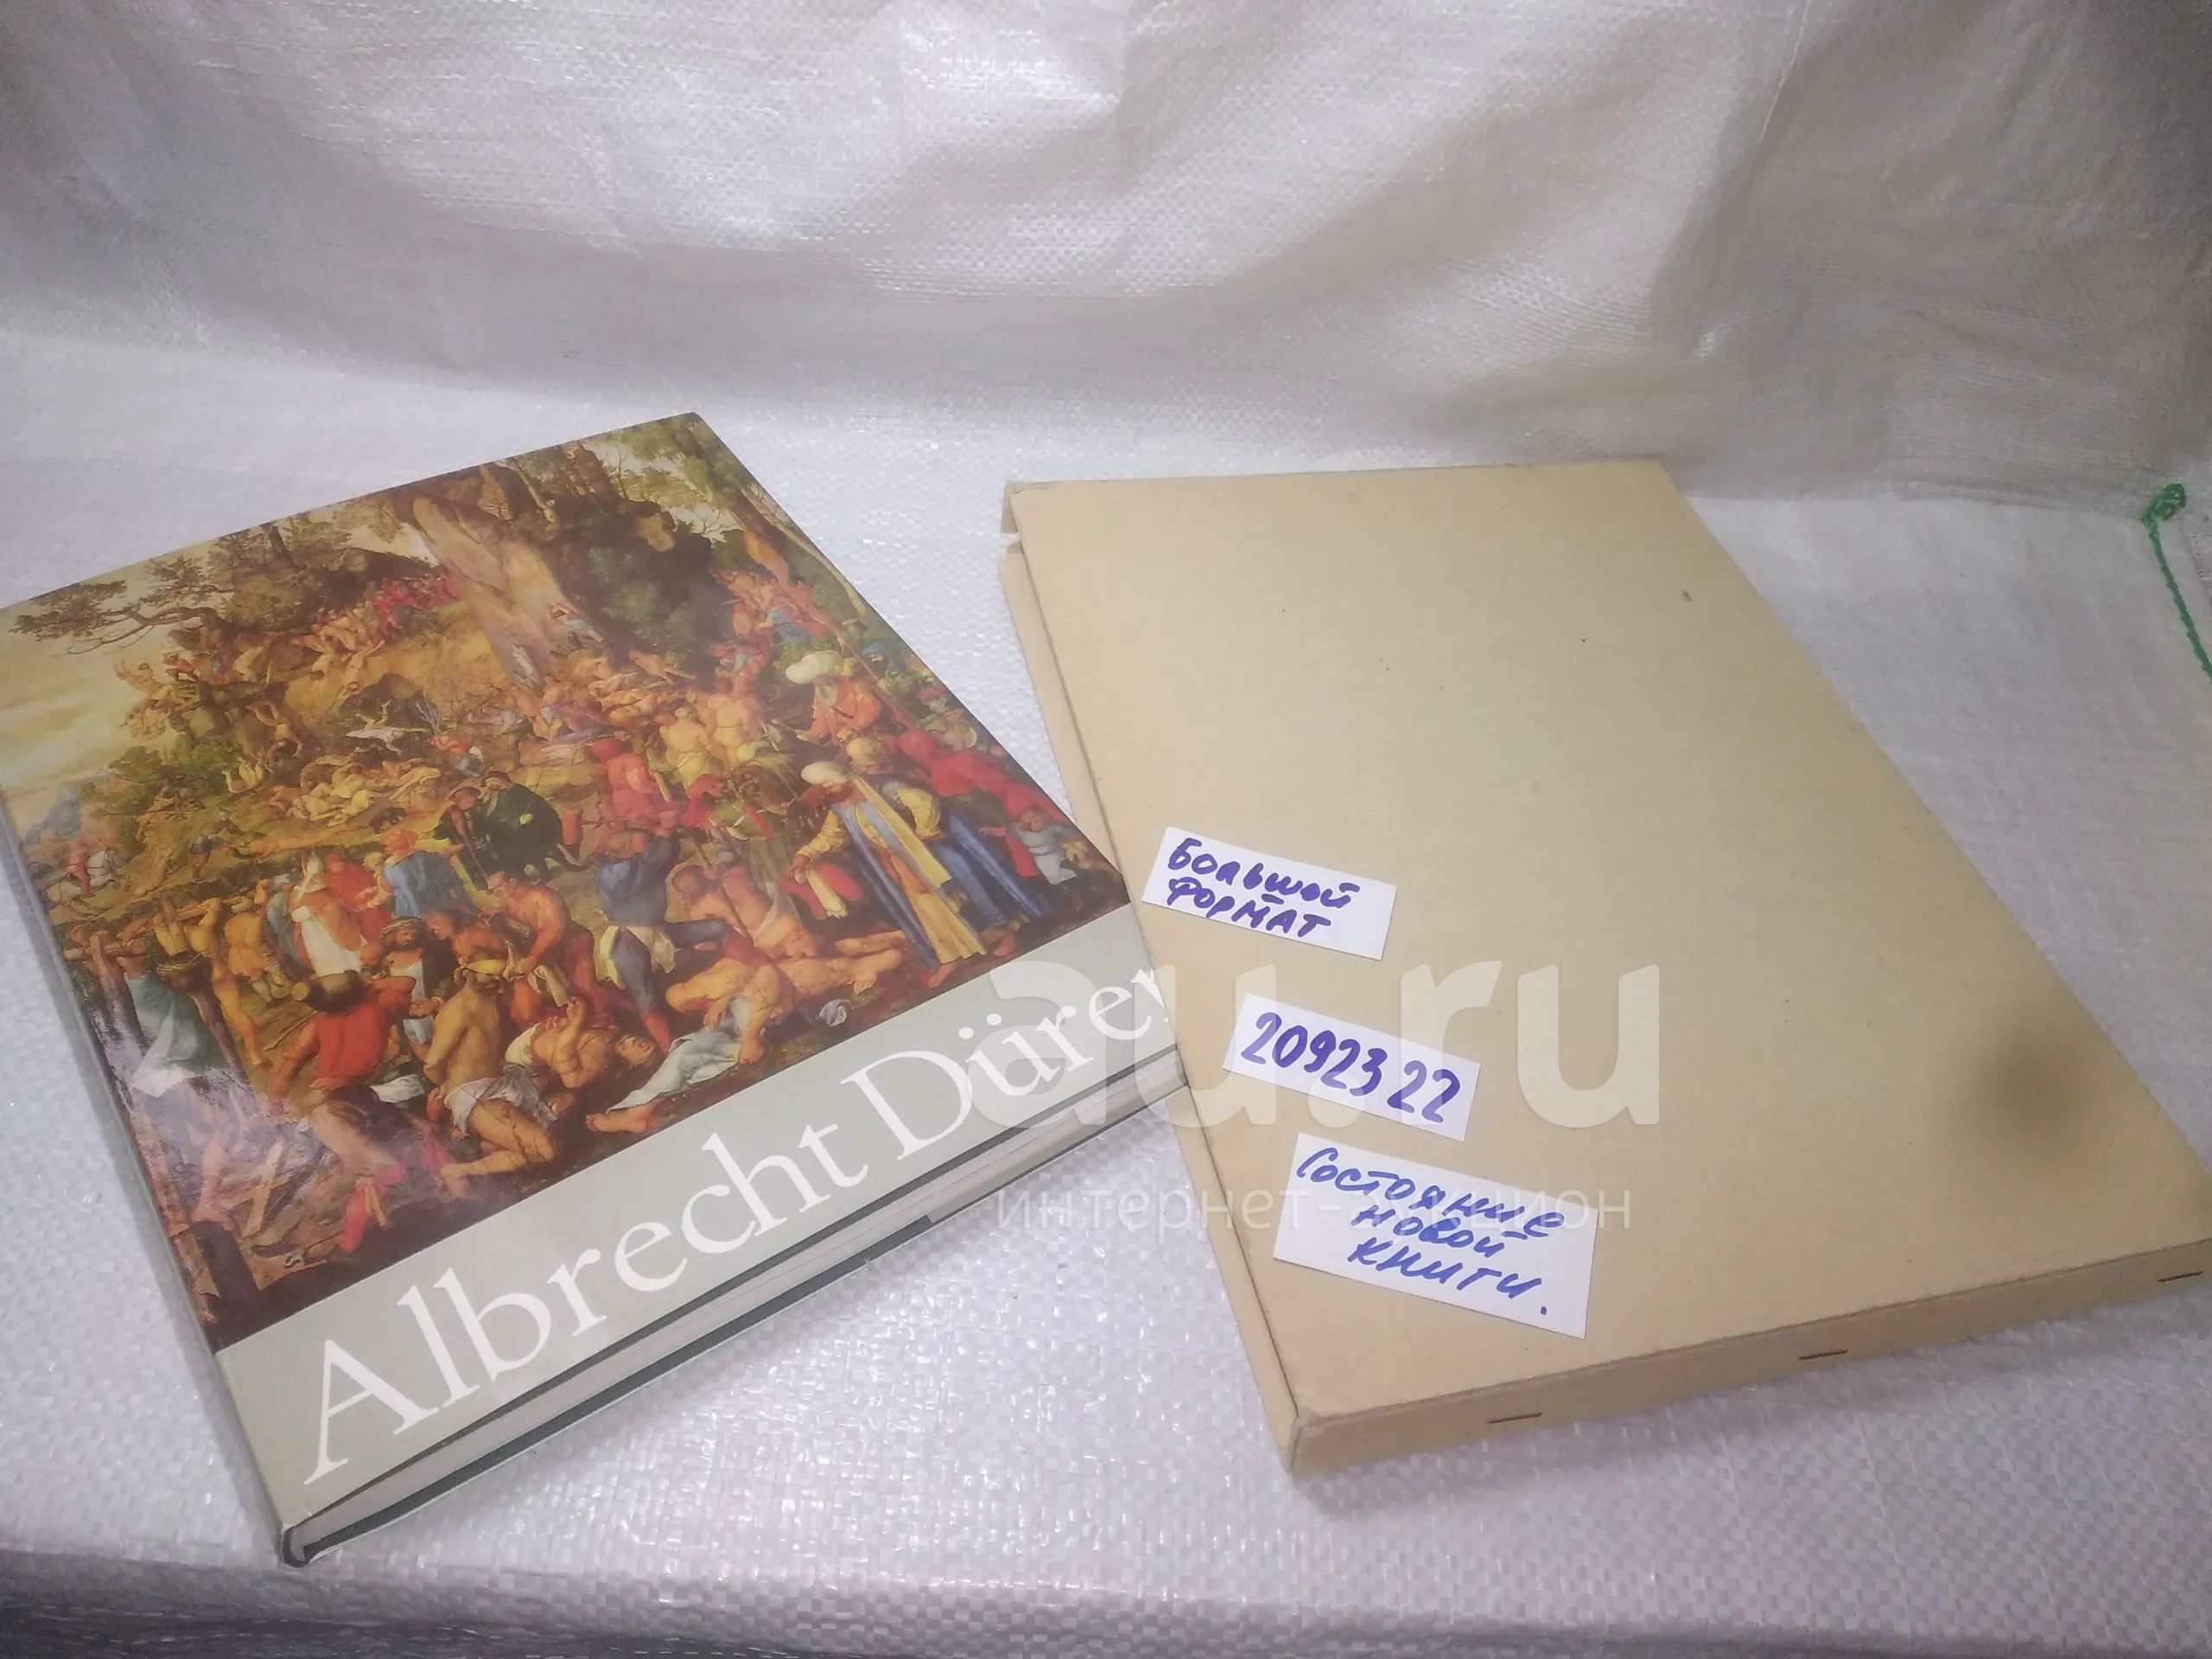 Albrecht Dürer
Большой
формат
2092322
Состояние
новой
книги.
au.ru
интернет-аукцион